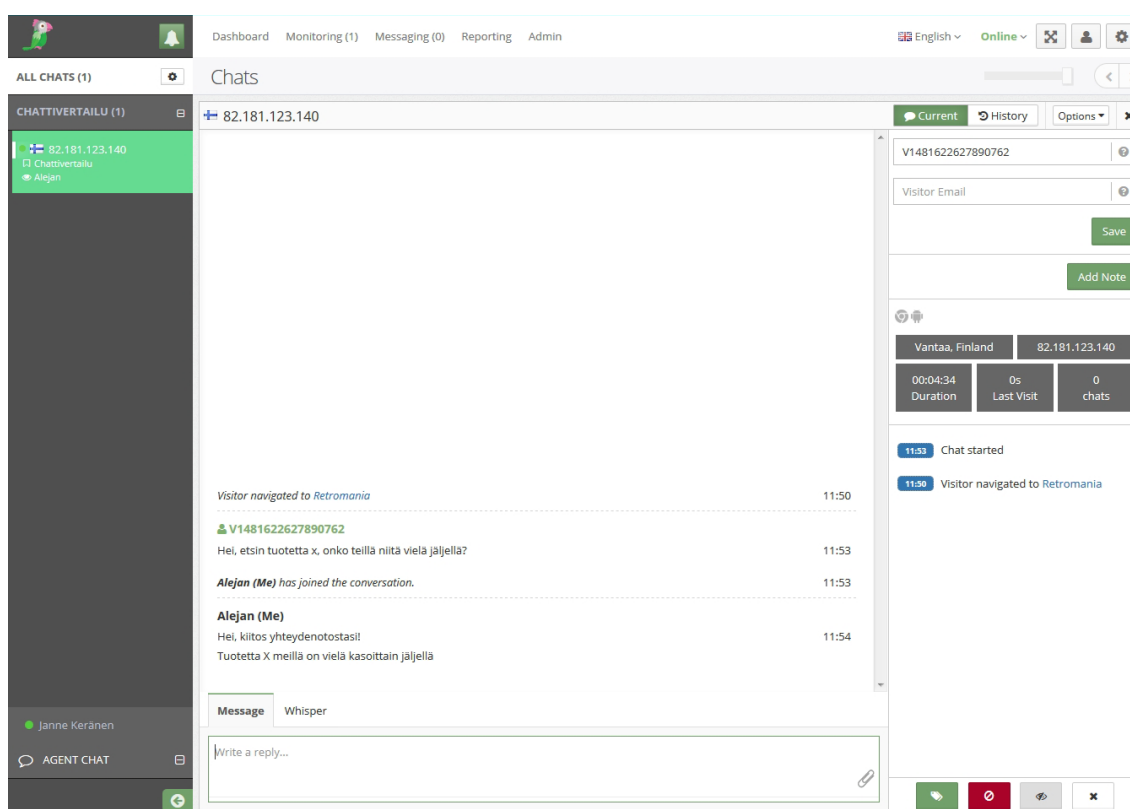 Dashboard Monitoring (1) Messaging (0) Reporting Admin English Online
ALL CHATS (1)
Chats
CHATTIVERTAILU (1)
82.181.123.140
Current History Options
82.181.123.140
Chattivertailu
Alejan
V1481622627890762
Visitor Email
Save
Add Note
Vantaa, Finland 82.181.123.140
00:04:34 0s 0
Duration Last Visit chats
11:53 Chat started
11:50 Visitor navigated to Retromania
Visitor navigated to Retromania 11:50
V1481622627890762
Hei, etsin tuotetta x, onko teillä niitä vielä jäljellä? 11:53
Alejan (Me) has joined the conversation. 11:53
Alejan (Me)
Hei, kiitos yhteydenotostasi! 11:54
Tuotetta X meillä on vielä kasoittain jäljellä
Message Whisper
Write a reply...
Janne Keränen
AGENT CHAT